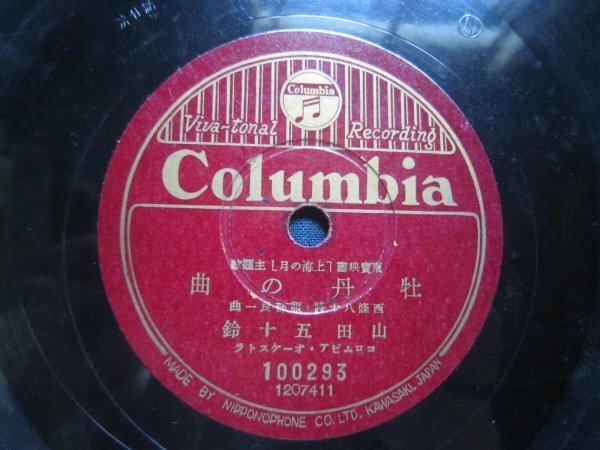 Columbia
Viva-tonal Recording
Columbia
東寶映畫「上海の月」主題歌
牡丹の曲
西條八十詩・服部良一曲
山田五十鈴
コロムビア・オーケストラ
100293
1207411
MADE BY NIPPONOPHONE CO. LTD. KAWASAKI, JAPAN